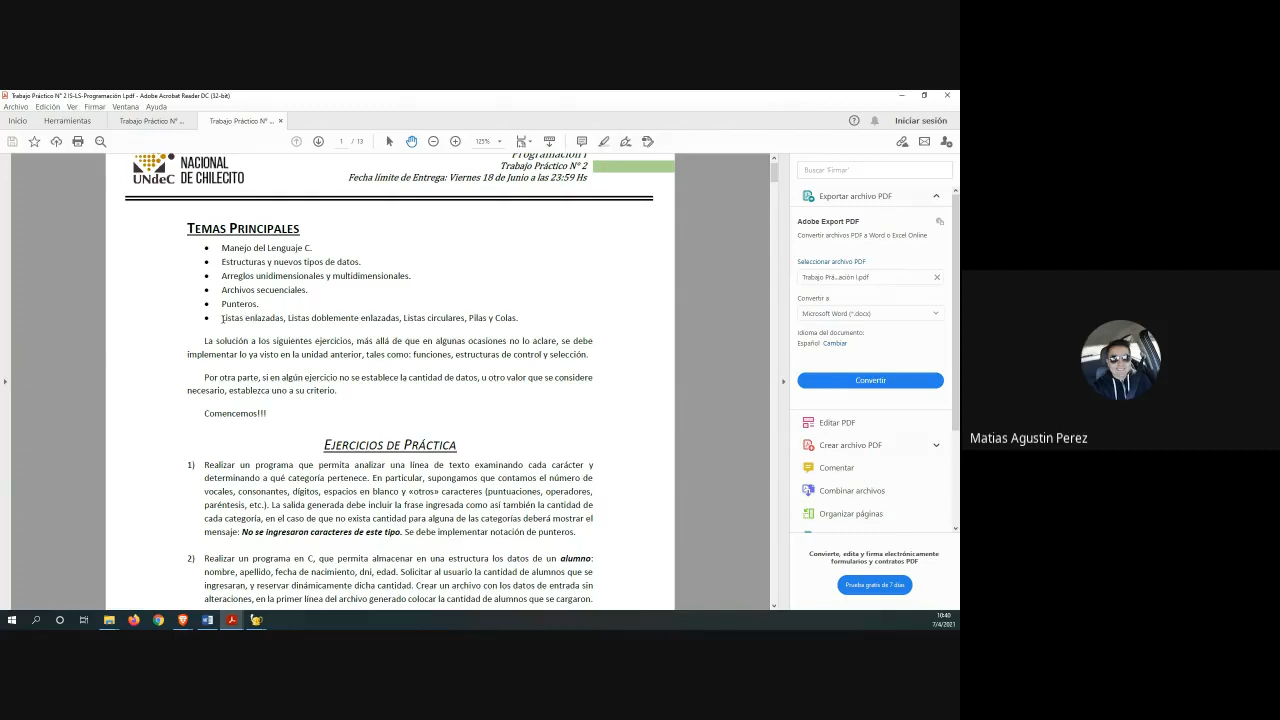 Trabajo Práctico N° 2 IS-LS-Programación I.pdf - Adobe Acrobat Reader DC (32-bit)
Archivo Edición Ver Firmar Ventana Ayuda
Inicio Herramientas Trabajo Práctico N° ... Trabajo Práctico N° ... × Iniciar sesión
1 / 13 125%
Programación I
NACIONAL
DE CHILECITO
UNdeC
Trabajo Práctico N° 2
Fecha límite de Entrega: Viernes 18 de Junio a las 23:59 Hs
TEMAS PRINCIPALES
• Manejo del Lenguaje C.
• Estructuras y nuevos tipos de datos.
• Arreglos unidimensionales y multidimensionales.
• Archivos secuenciales.
• Punteros.
• Listas enlazadas, Listas doblemente enlazadas, Listas circulares, Pilas y Colas.
La solución a los siguientes ejercicios, más allá de que en algunas ocasiones no lo aclare, se debe
implementar lo ya visto en la unidad anterior, tales como: funciones, estructuras de control y selección.
Por otra parte, si en algún ejercicio no se establece la cantidad de datos, u otro valor que se considere
necesario, establezca uno a su criterio.
Comencemos!!!
EJERCICIOS DE PRÁCTICA
1) Realizar un programa que permita analizar una línea de texto examinando cada carácter y
determinando a qué categoría pertenece. En particular, supongamos que contamos el número de
vocales, consonantes, dígitos, espacios en blanco y «otros» caracteres (puntuaciones, operadores,
paréntesis, etc.). La salida generada debe incluir la frase ingresada como así también la cantidad de
cada categoría, en el caso de que no exista cantidad para alguna de las categorías deberá mostrar el
mensaje: No se ingresaron caracteres de este tipo. Se debe implementar notación de punteros.
2) Realizar un programa en C, que permita almacenar en una estructura los datos de un alumno:
nombre, apellido, fecha de nacimiento, dni, edad. Solicitar al usuario la cantidad de alumnos que se
ingresaran, y reservar dinámicamente dicha cantidad. Crear un archivo con los datos de entrada sin
alteraciones, en la primer línea del archivo generado colocar la cantidad de alumnos que se cargaron.
Buscar 'Firmar'
Exportar archivo PDF
Adobe Export PDF
Convertir archivos PDF a Word o Excel Online
Seleccionar archivo PDF
Trabajo Prá...ación I.pdf
Convertir a
Microsoft Word (*.docx)
Idioma del documento:
Español Cambiar
Convertir
Editar PDF
Crear archivo PDF
Comentar
Combinar archivos
Organizar páginas
Convierte, edita y firma electrónicamente
formularios y contratos PDF
Prueba gratis de 7 días
10:40
7/4/2021
Matias Agustin Perez